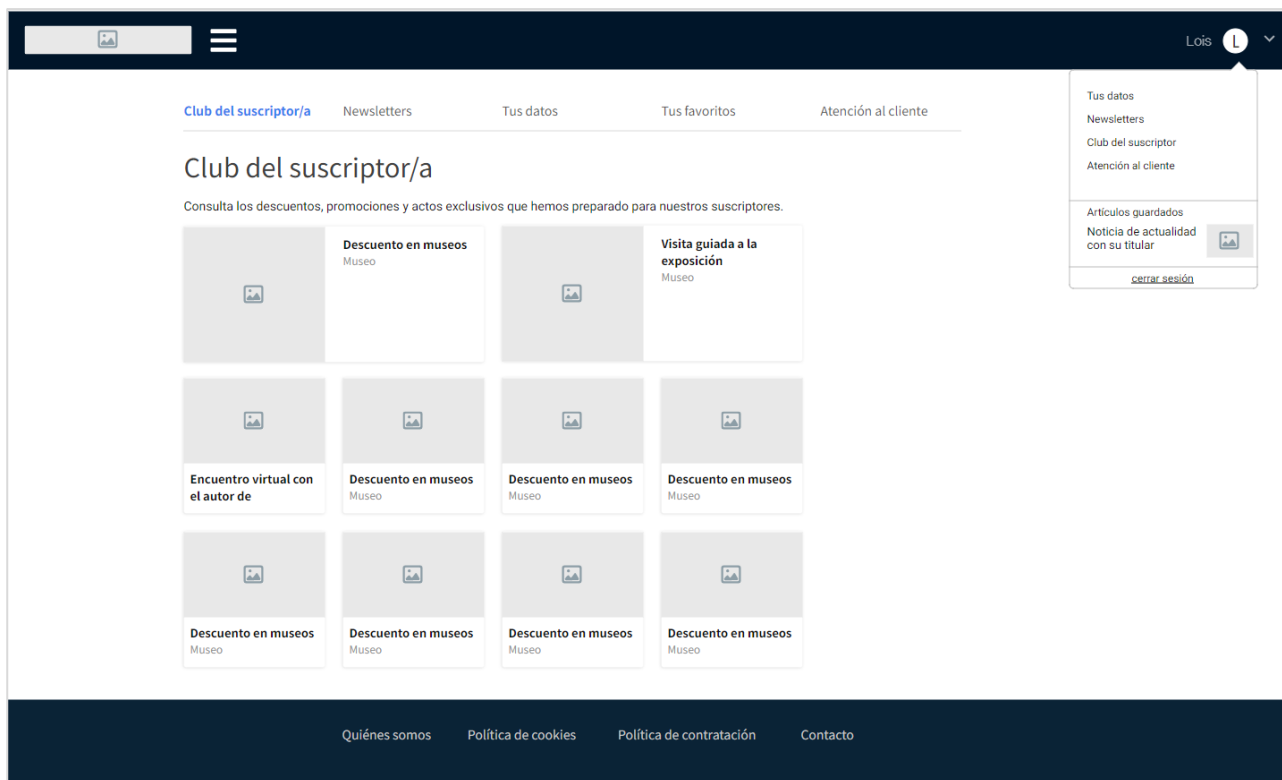 Lois
L
Tus datos
Newsletters
Club del suscriptor
Atención al cliente
Artículos guardados
Noticia de actualidad
con su titular
cerrar sesión
Club del suscriptor/a
Newsletters
Tus datos
Tus favoritos
Atención al cliente
Club del suscriptor/a
Consulta los descuentos, promociones y actos exclusivos que hemos preparado para nuestros suscriptores.
Descuento en museos
Museo
Visita guiada a la
exposición
Museo
Encuentro virtual con
el autor de
Descuento en museos
Museo
Descuento en museos
Museo
Descuento en museos
Museo
Descuento en museos
Museo
Descuento en museos
Museo
Descuento en museos
Museo
Descuento en museos
Museo
Quiénes somos
Política de cookies
Política de contratación
Contacto